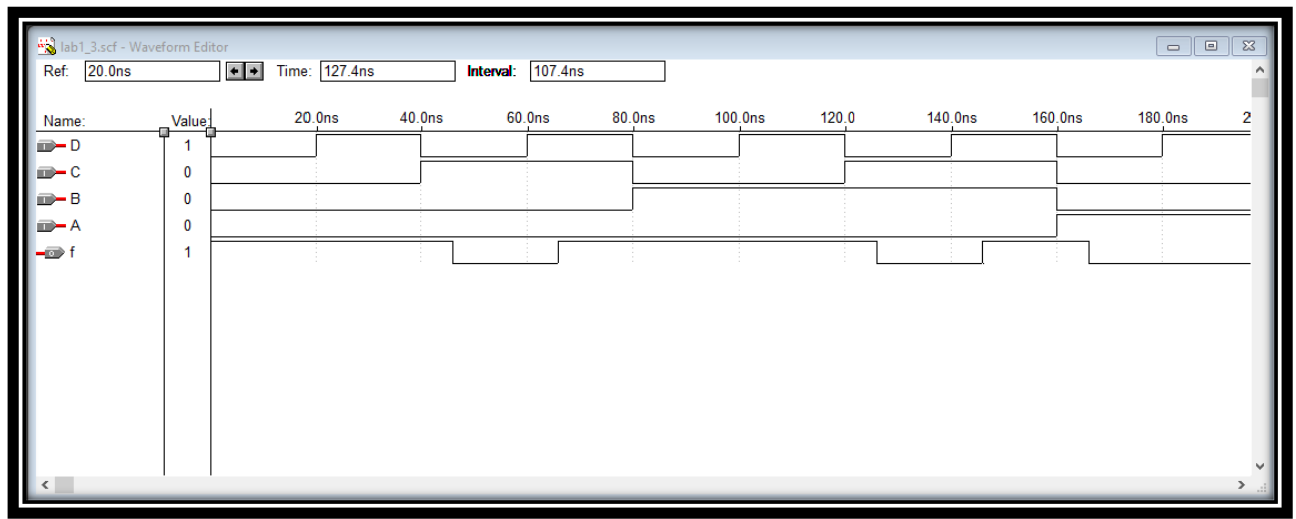 lab1_3.scf - Waveform Editor
Ref: 20.0ns Time: 127.4ns Interval: 107.4ns
Name: Value: 20.0ns 40.0ns 60.0ns 80.0ns 100.0ns 120.0 140.0ns 160.0ns 180.0ns 2
D 1
C 0
B 0
A 0
f 1